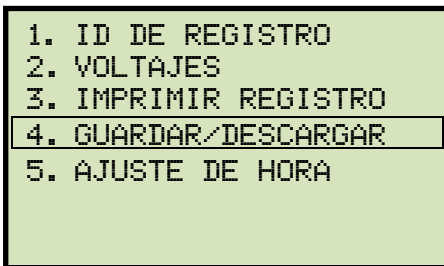 1. ID DE REGISTRO
2. VOLTAJES
3. IMPRIMIR REGISTRO
4. GUARDAR/DESCARGAR
5. AJUSTE DE HORA